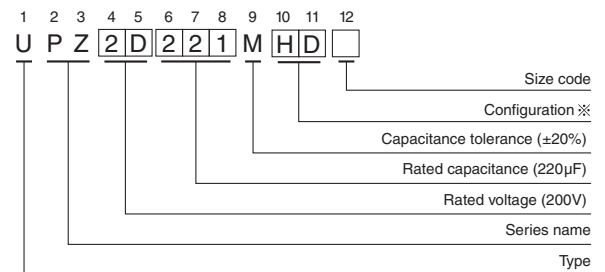 1 2 3 4 5 6 7 8 9 10 11 12
U P Z 2 D 2 2 1 M H D
Size code
Configuration ※
Capacitance tolerance (±20%)
Rated capacitance (220µF)
Rated voltage (200V)
Series name
Type